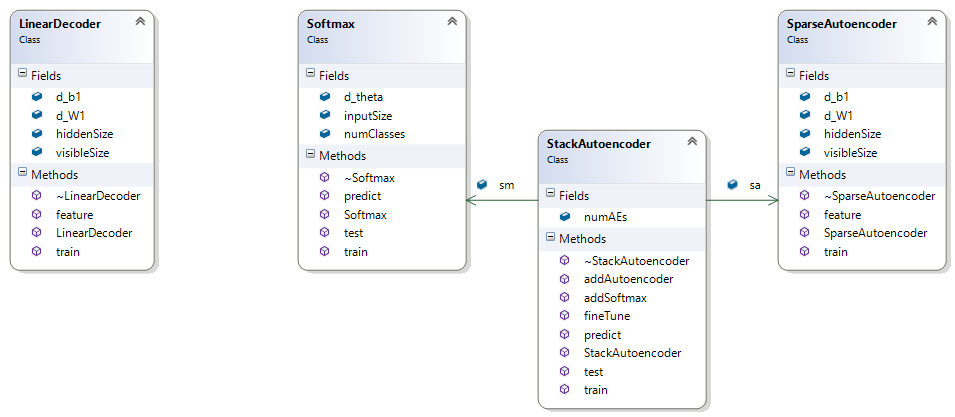 LinearDecoder
Class
Fields
d_b1
d_W1
hiddenSize
visibleSize
Methods
~LinearDecoder
feature
LinearDecoder
train
Softmax
Class
Fields
d_theta
inputSize
numClasses
Methods
~Softmax
predict
Softmax
test
train
sm
StackAutoencoder
Class
Fields
numAEs
Methods
~StackAutoencoder
addAutoencoder
addSoftmax
fineTune
predict
StackAutoencoder
test
train
sa
SparseAutoencoder
Class
Fields
d_b1
d_W1
hiddenSize
visibleSize
Methods
~SparseAutoencoder
feature
SparseAutoencoder
train